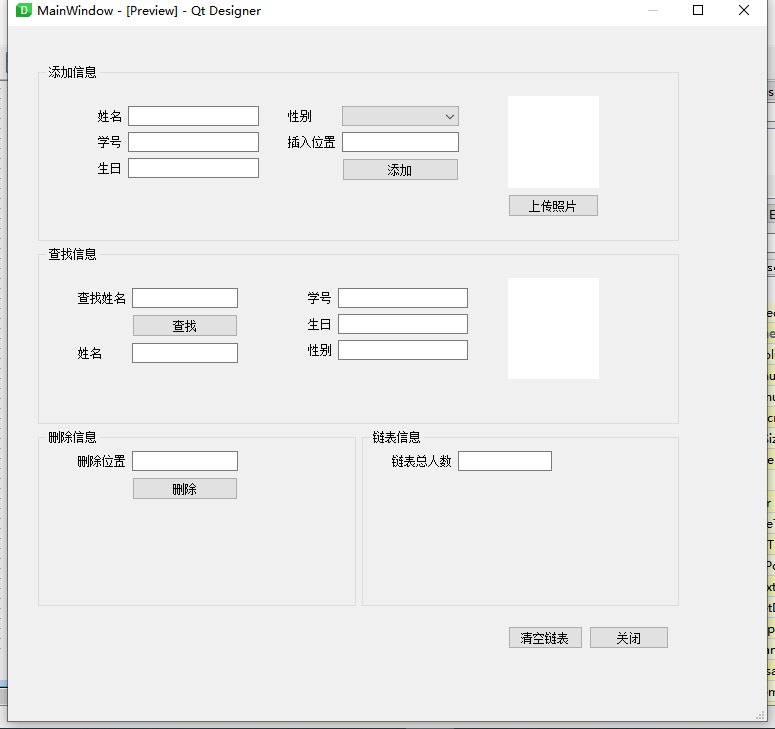 MainWindow - [Preview] - Qt Designer
添加信息
姓名
性别
学号
插入位置
生日
添加
上传照片
查找信息
查找姓名
学号
查找
生日
姓名
性别
删除信息
链表信息
删除位置
链表总人数
删除
清空链表
关闭